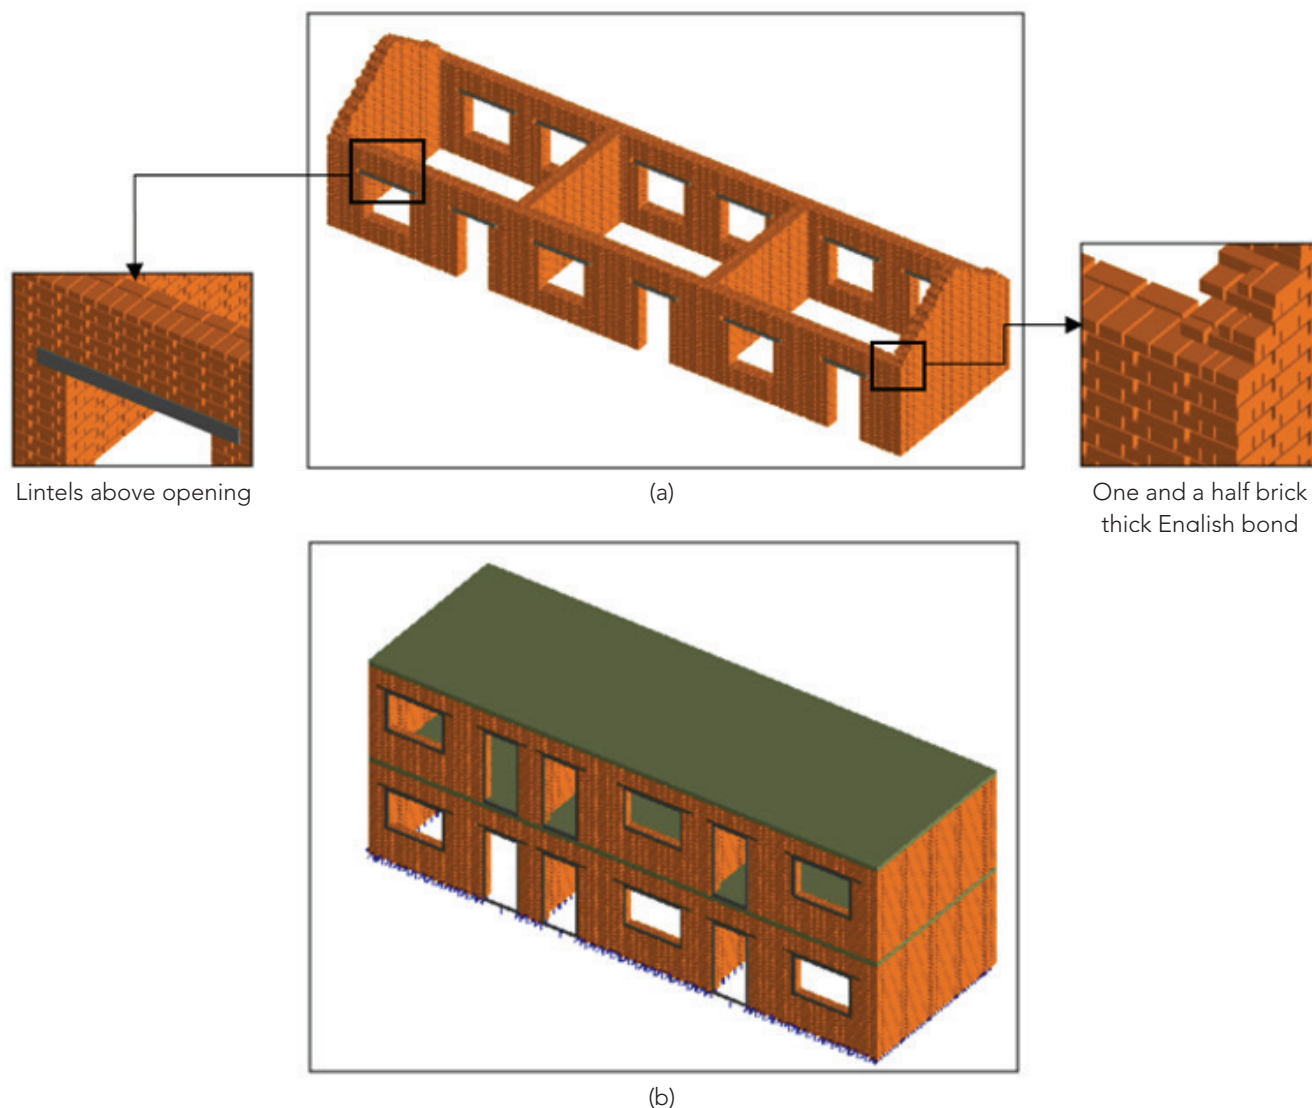 Lintels above opening
(a)
One and a half brick
thick English bond
(b)